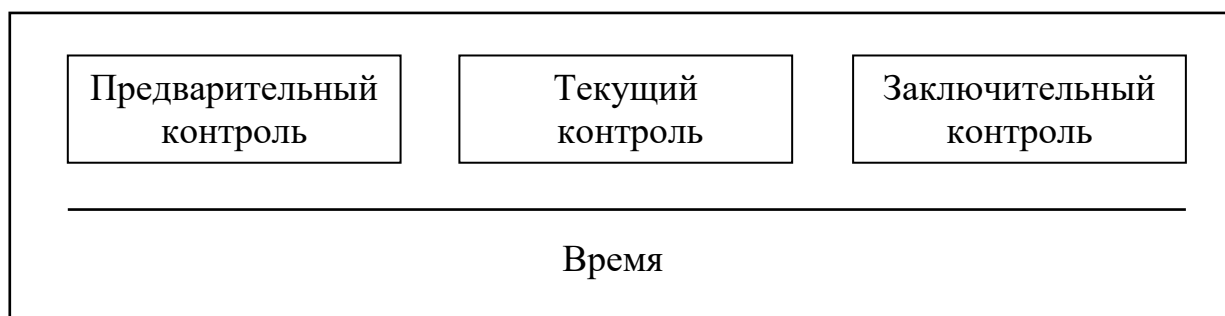 Предварительный
контроль
Текущий
контроль
Заключительный
контроль
Время